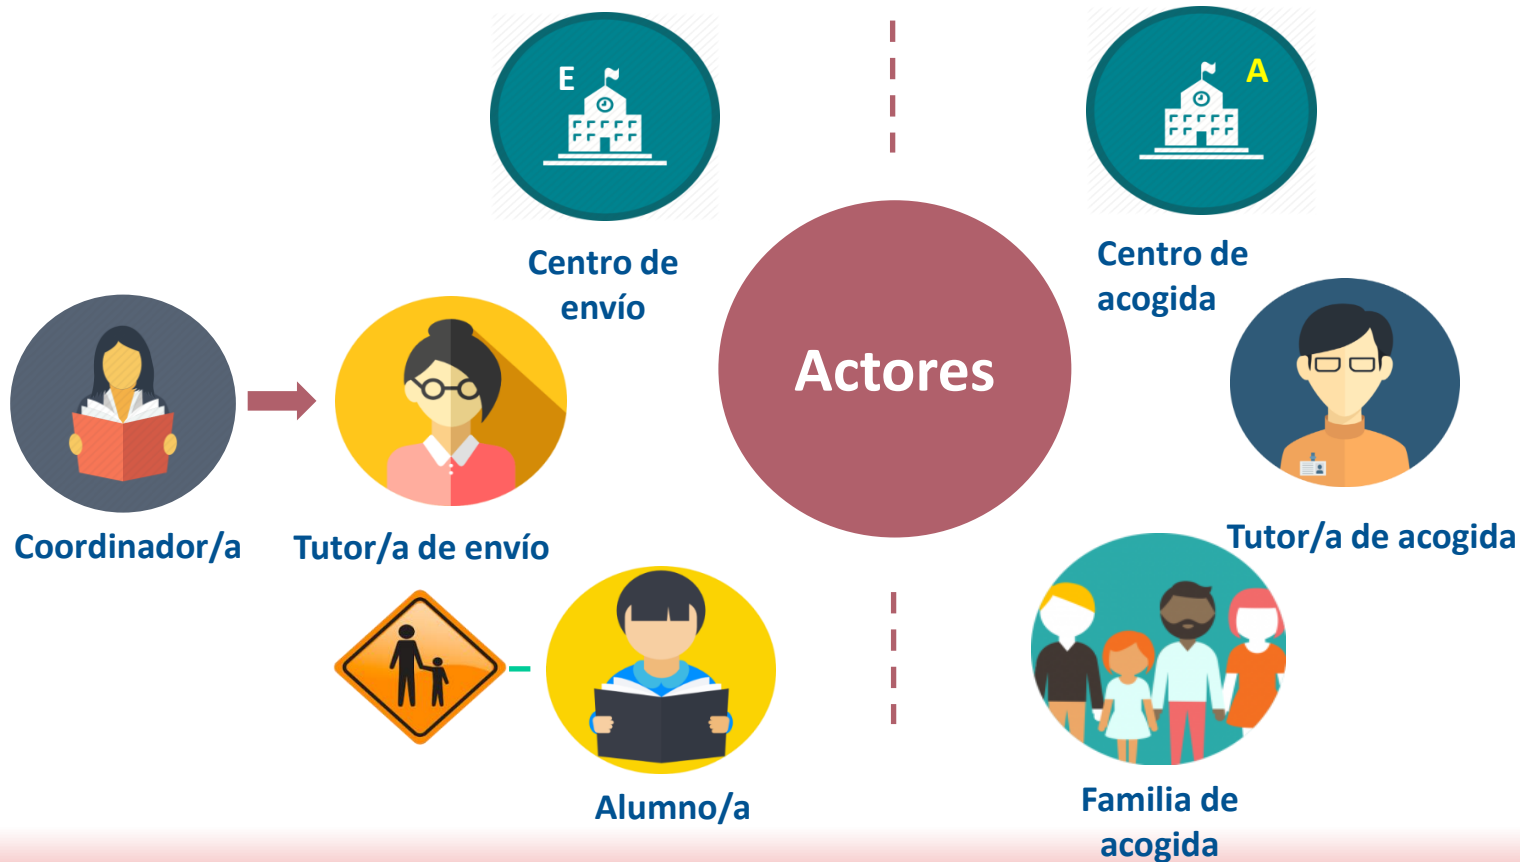 E
A
Centro de
envío
Centro de
acogida
Actores
Coordinador/a
Tutor/a de envío
Tutor/a de acogida
Alumno/a
Familia de
acogida